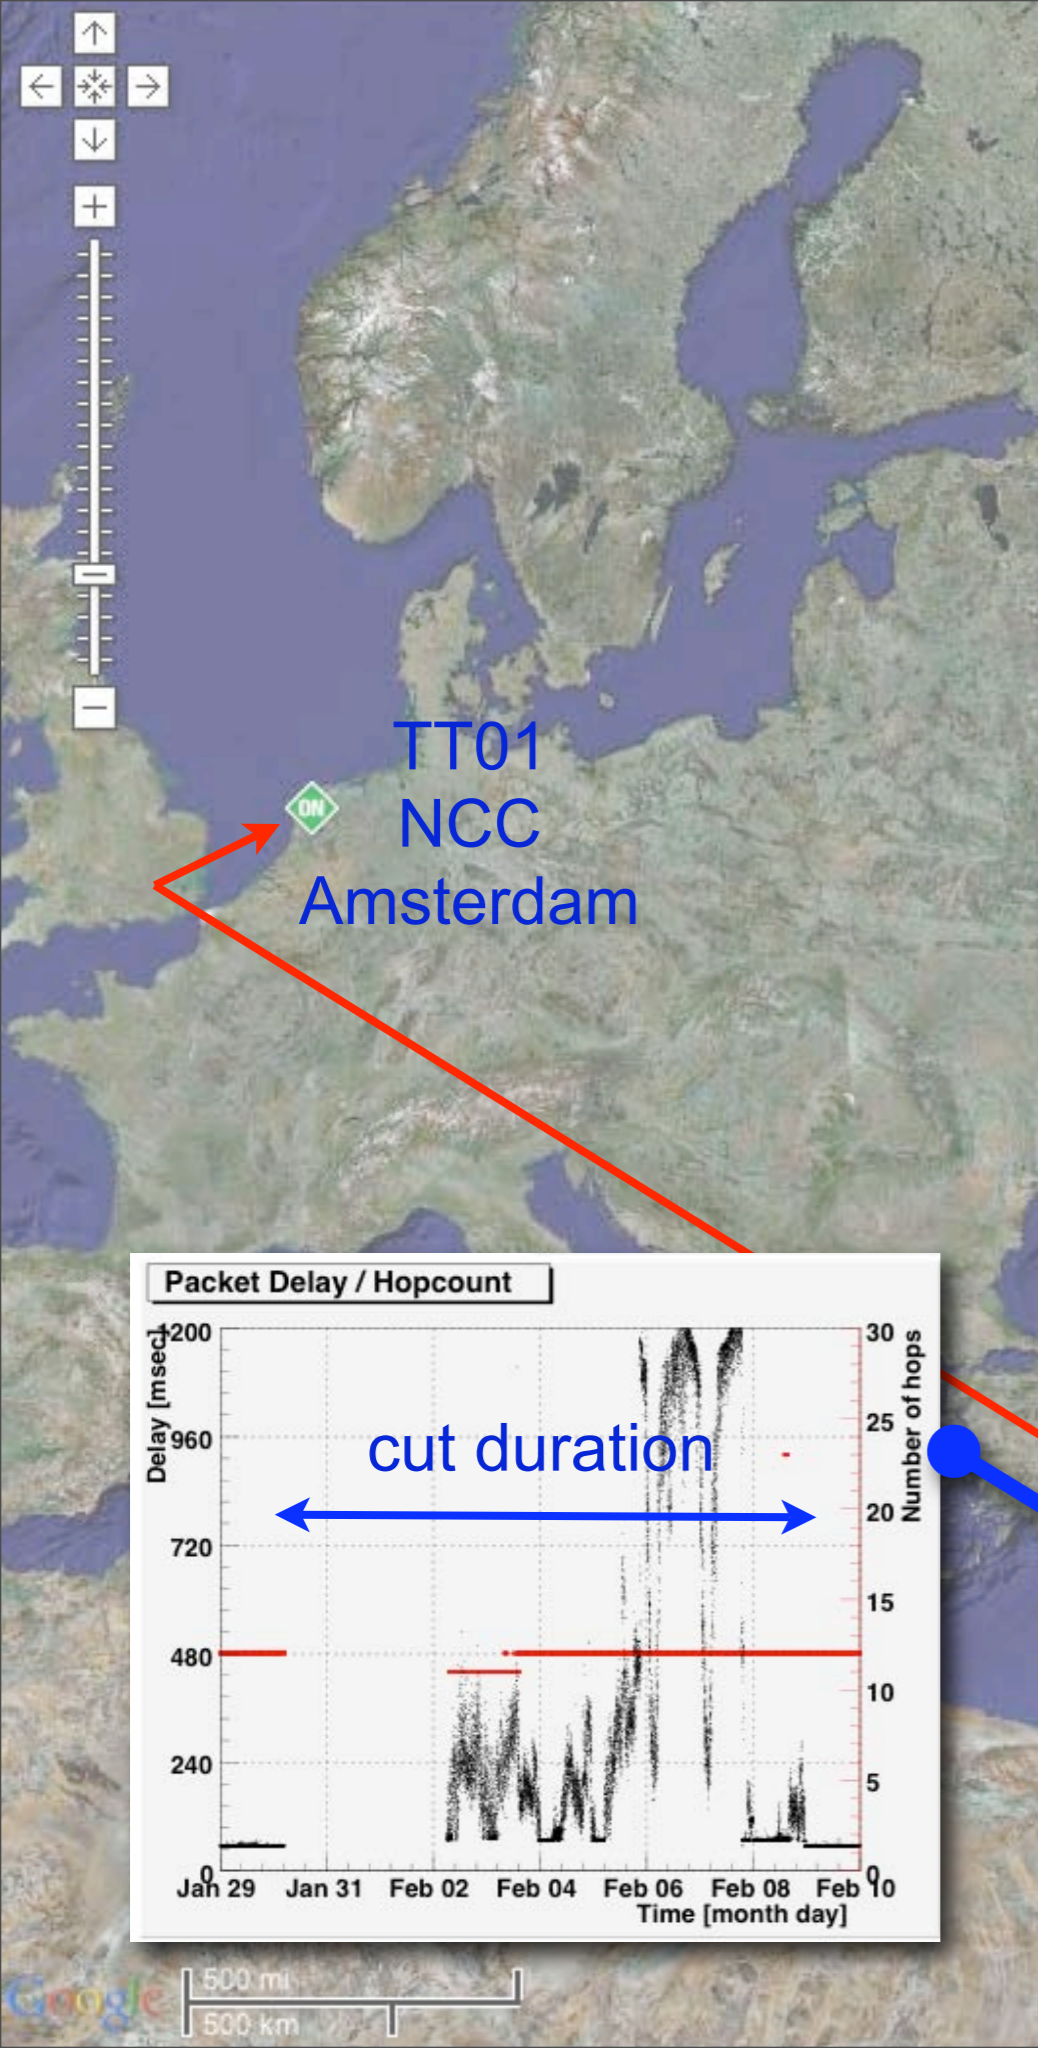 ON
TT01
NCC
Amsterdam
Packet Delay / Hopcount
Delay [msec]
1200
960
720
480
240
0
cut duration
30
25
20
15
10
5
0
Number of hops
Jan 29 Jan 31 Feb 02 Feb 04 Feb 06 Feb 08 Feb 10
Time [month day]
Google
500 mi
500 km